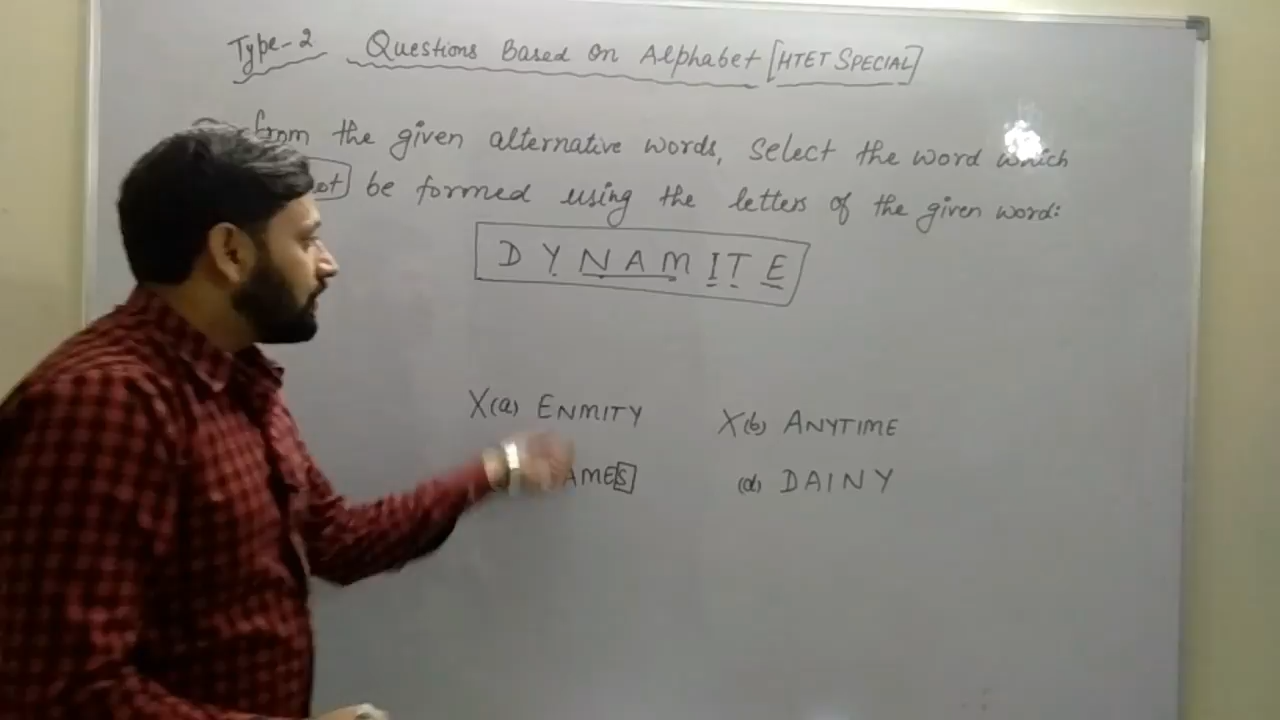 Type-2 Questions Based on Alphabet [HTET SPECIAL]
from the given alternative words, select the word which
be formed using the letters of the given word:
DYNAMITE
X(a) ENMITY X(b) ANYTIME
AMES (d) DAINY